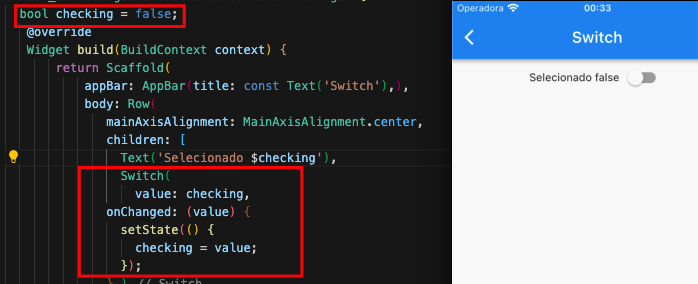 bool checking = false;
@override
Widget build(BuildContext context) {
return Scaffold(
appBar: AppBar(title: const Text('Switch'),),
body: Row(
mainAxisAlignment: MainAxisAlignment.center,
children: [
Text('Selecionado $checking'),
Switch(
value: checking,
onChanged: (value) {
setState(() {
checking = value;
});
} ) // Switch
Operadora 00:33
Switch
Selecionado false